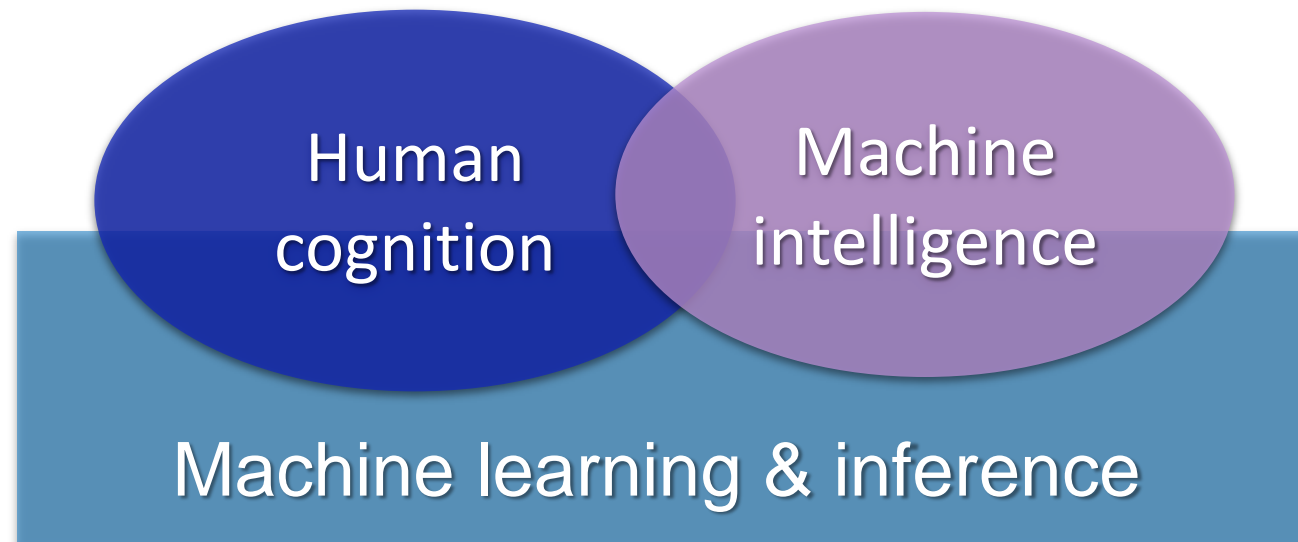 Human
cognition
Machine
intelligence
Machine learning & inference